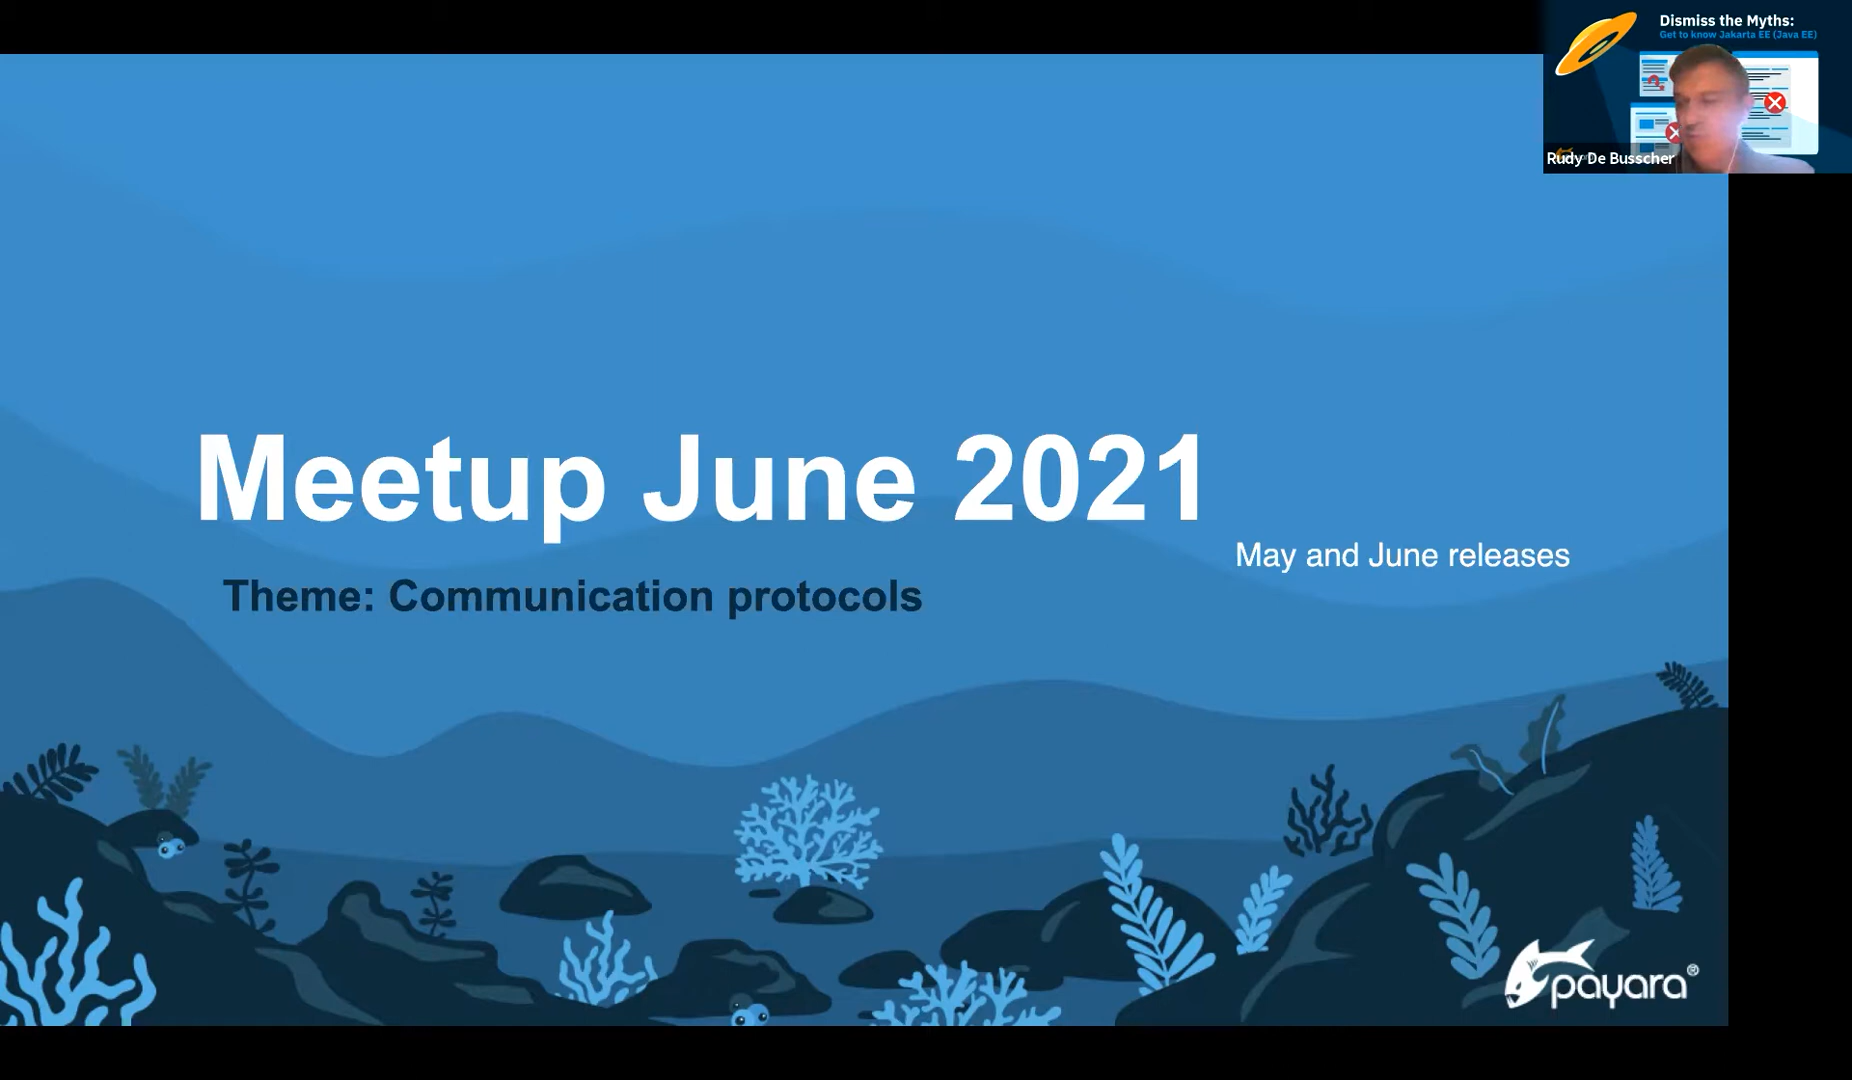 Dismiss the Myths:
Get to know Jakarta EE (Java EE)
Rudy De Busscher
Meetup June 2021
May and June releases
Theme: Communication protocols
payara®